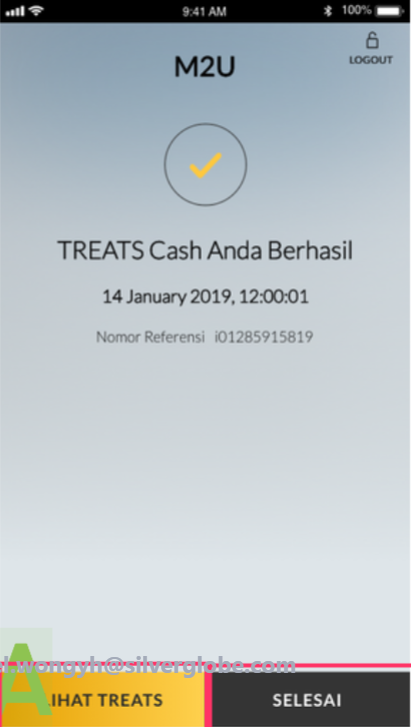 9:41 AM
100%
LOGOUT
M2U
TREATS Cash Anda Berhasil
14 January 2019, 12:00:01
Nomor Referensi i01285915819
wongyh@silverglobe.com
A
LIHAT TREATS
SELESAI